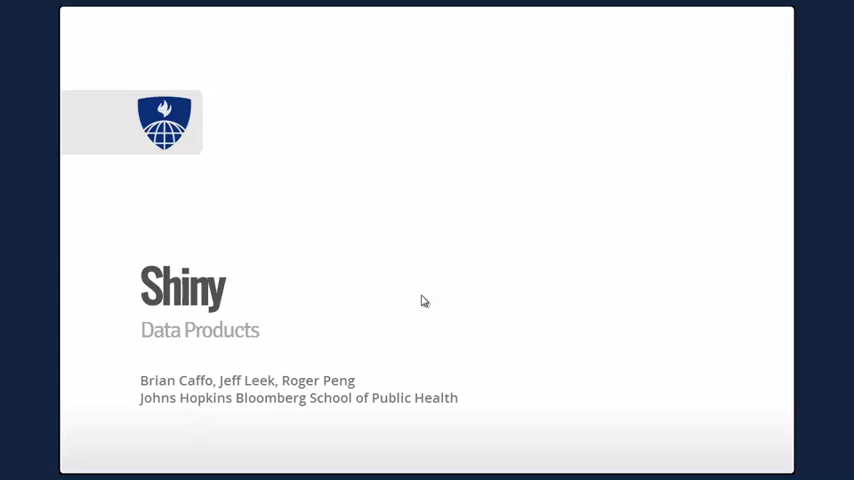 Shiny
Data Products
Brian Caffo, Jeff Leek, Roger Peng
Johns Hopkins Bloomberg School of Public Health